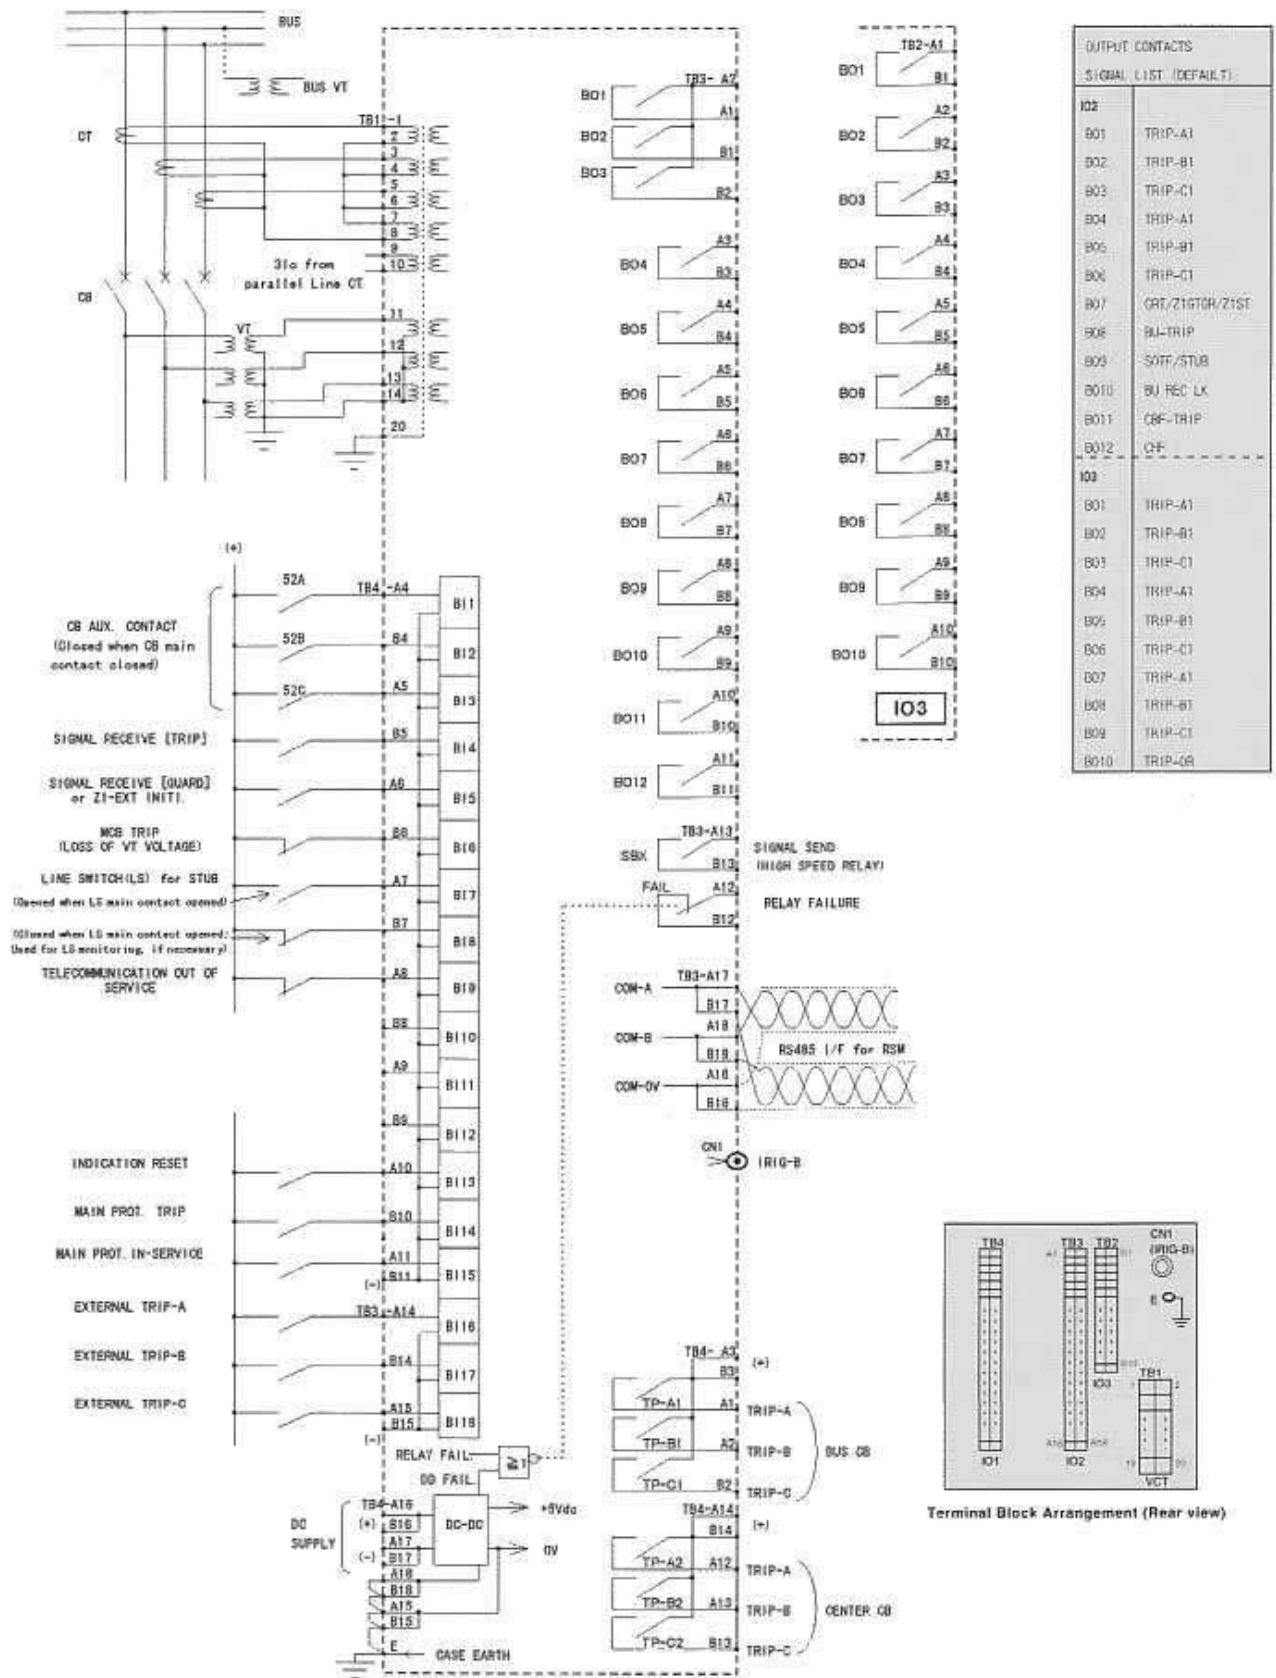 BUS
BUS VT
CT
TB1 -1
2
3
4
5
6
7
8
9
10
3Io from
parallel Line CT
CB
VT
11
12
13
14
20
(+)
52A
TB4 -A4
BI1
CB AUX. CONTACT
(Closed when CB main
contact closed)
52B
B4
BI2
52C
A5
BI3
SIGNAL RECEIVE [TRIP]
B5
BI4
SIGNAL RECEIVE [GUARD]
or Z1-EXT INITI.
A6
BI5
MCB TRIP
(LOSS OF VT VOLTAGE)
B6
BI6
LINE SWITCH(LS) for STUB
(Opened when LS main contact opened)
A7
BI7
(Closed when LS main contact opened.
Used for LS monitoring, if necessary)
B7
BI8
TELECOMMUNICATION OUT OF
SERVICE
A8
BI9
B8
BI10
A9
BI11
B9
BI12
INDICATION RESET
A10
BI13
MAIN PROT. TRIP
B10
BI14
MAIN PROT. IN-SERVICE
A11
(-)
B11
BI15
EXTERNAL TRIP-A
TB3 -A14
BI16
EXTERNAL TRIP-B
B14
BI17
EXTERNAL TRIP-C
A15
B15
(-)
BI18
RELAY FAIL.
DD FAIL.
≥1
DC
SUPPLY
TB4-A16
(+)
B16
A17
(-)
B17
A18
B18
A15
B15
DC-DC
+5Vdc
0V
E
CASE EARTH
TB3- A2
BO1
A1
BO2
B1
BO3
B2
A3
BO4
B3
A4
BO5
B4
A5
BO6
B5
A6
BO7
B6
A7
BO8
B7
A8
BO9
B8
A9
BO10
B9
A10
BO11
B10
A11
BO12
B11
TB3-A13
SBX
B13
SIGNAL SEND
(HIGH SPEED RELAY)
FAIL
A12
B12
RELAY FAILURE
COM-A
TB3-A17
B17
COM-B
A18
B18
RS485 I/F for RSM
COM-0V
A16
B16
CN1
IRIG-B
TB4- A3
(+)
B3
TP-A1
A1
TRIP-A
TP-B1
A2
TRIP-B
BUS CB
TP-C1
B2
TRIP-C
TB4-A14
(+)
B14
TP-A2
A12
TRIP-A
TP-B2
A13
TRIP-B
CENTER CB
TP-C2
B13
TRIP-C
TB2-A1
BO1
B1
A2
BO2
B2
A3
BO3
B3
A4
BO4
B4
A5
BO5
B5
A6
BO6
B6
A7
BO7
B7
A8
BO8
B8
A9
BO9
B9
A10
BO10
B10
IO3
OUTPUT CONTACTS
SIGNAL LIST (DEFAULT)
IO2
BO1 TRIP-A1
BO2 TRIP-B1
BO3 TRIP-C1
BO4 TRIP-A1
BO5 TRIP-B1
BO6 TRIP-C1
BO7 CRT/Z1GTOR/Z1ST
BO8 BU-TRIP
BO9 SOTF/STUB
BO10 BU REC LK
BO11 CBF-TRIP
BO12 CHF
IO3
BO1 TRIP-A1
BO2 TRIP-B1
BO3 TRIP-C1
BO4 TRIP-A1
BO5 TRIP-B1
BO6 TRIP-C1
BO7 TRIP-A1
BO8 TRIP-B1
BO9 TRIP-C1
BO10 TRIP-OR
TB4
TB3
TB2
CN1
(IRIG-B)
A1
E
IO3
TB1
1
2
A18
IO1
IO2
VCT
Terminal Block Arrangement (Rear view)